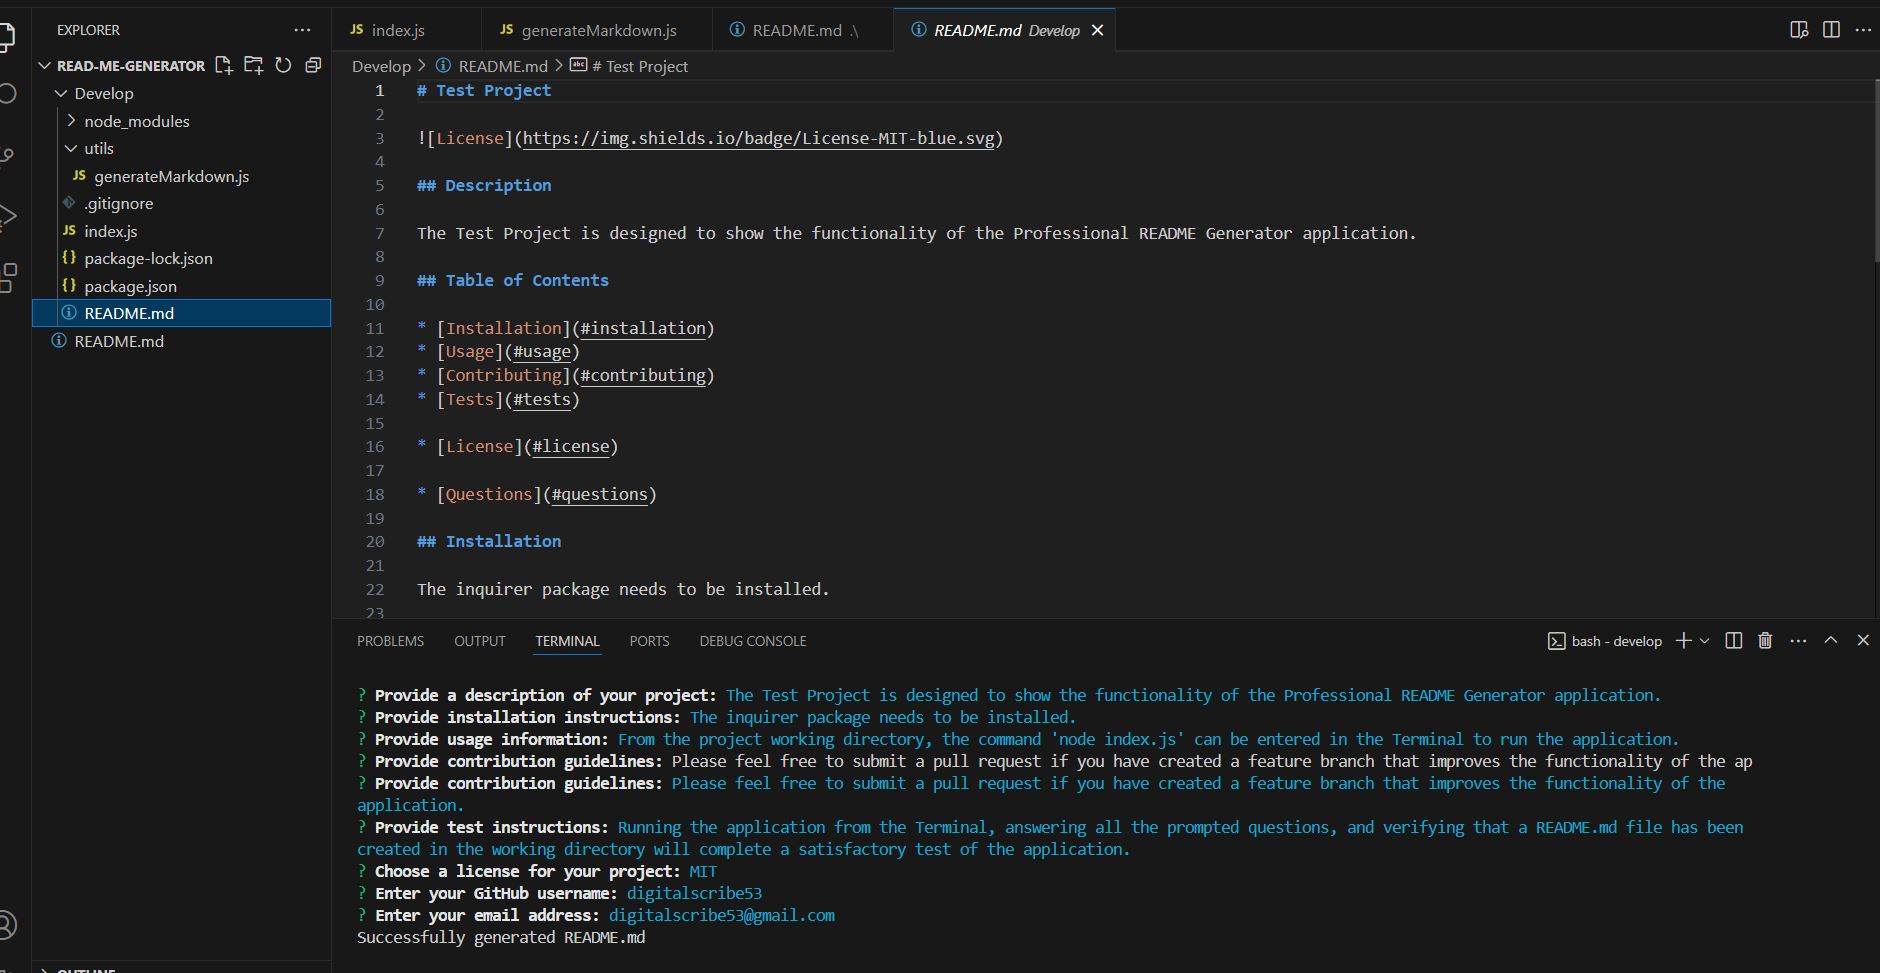 EXPLORER ...
READ-ME-GENERATOR
Develop
node_modules
utils
JS generateMarkdown.js
.gitignore
JS index.js
{} package-lock.json
{} package.json
README.md
README.md
OUTLINE
JS index.js
JS generateMarkdown.js
README.md .\
README.md Develop
Develop > README.md > abc # Test Project
1 # Test Project
2
3 ![License](https://img.shields.io/badge/License-MIT-blue.svg)
4
5 ## Description
6
7 The Test Project is designed to show the functionality of the Professional README Generator application.
8
9 ## Table of Contents
10
11 * [Installation](#installation)
12 * [Usage](#usage)
13 * [Contributing](#contributing)
14 * [Tests](#tests)
15
16 * [License](#license)
17
18 * [Questions](#questions)
19
20 ## Installation
21
22 The inquirer package needs to be installed.
23
PROBLEMS OUTPUT TERMINAL PORTS DEBUG CONSOLE
bash - develop
? Provide a description of your project: The Test Project is designed to show the functionality of the Professional README Generator application.
? Provide installation instructions: The inquirer package needs to be installed.
? Provide usage information: From the project working directory, the command 'node index.js' can be entered in the Terminal to run the application.
? Provide contribution guidelines: Please feel free to submit a pull request if you have created a feature branch that improves the functionality of the ap
? Provide contribution guidelines: Please feel free to submit a pull request if you have created a feature branch that improves the functionality of the
application.
? Provide test instructions: Running the application from the Terminal, answering all the prompted questions, and verifying that a README.md file has been
created in the working directory will complete a satisfactory test of the application.
? Choose a license for your project: MIT
? Enter your GitHub username: digitalscribe53
? Enter your email address: digitalscribe53@gmail.com
Successfully generated README.md